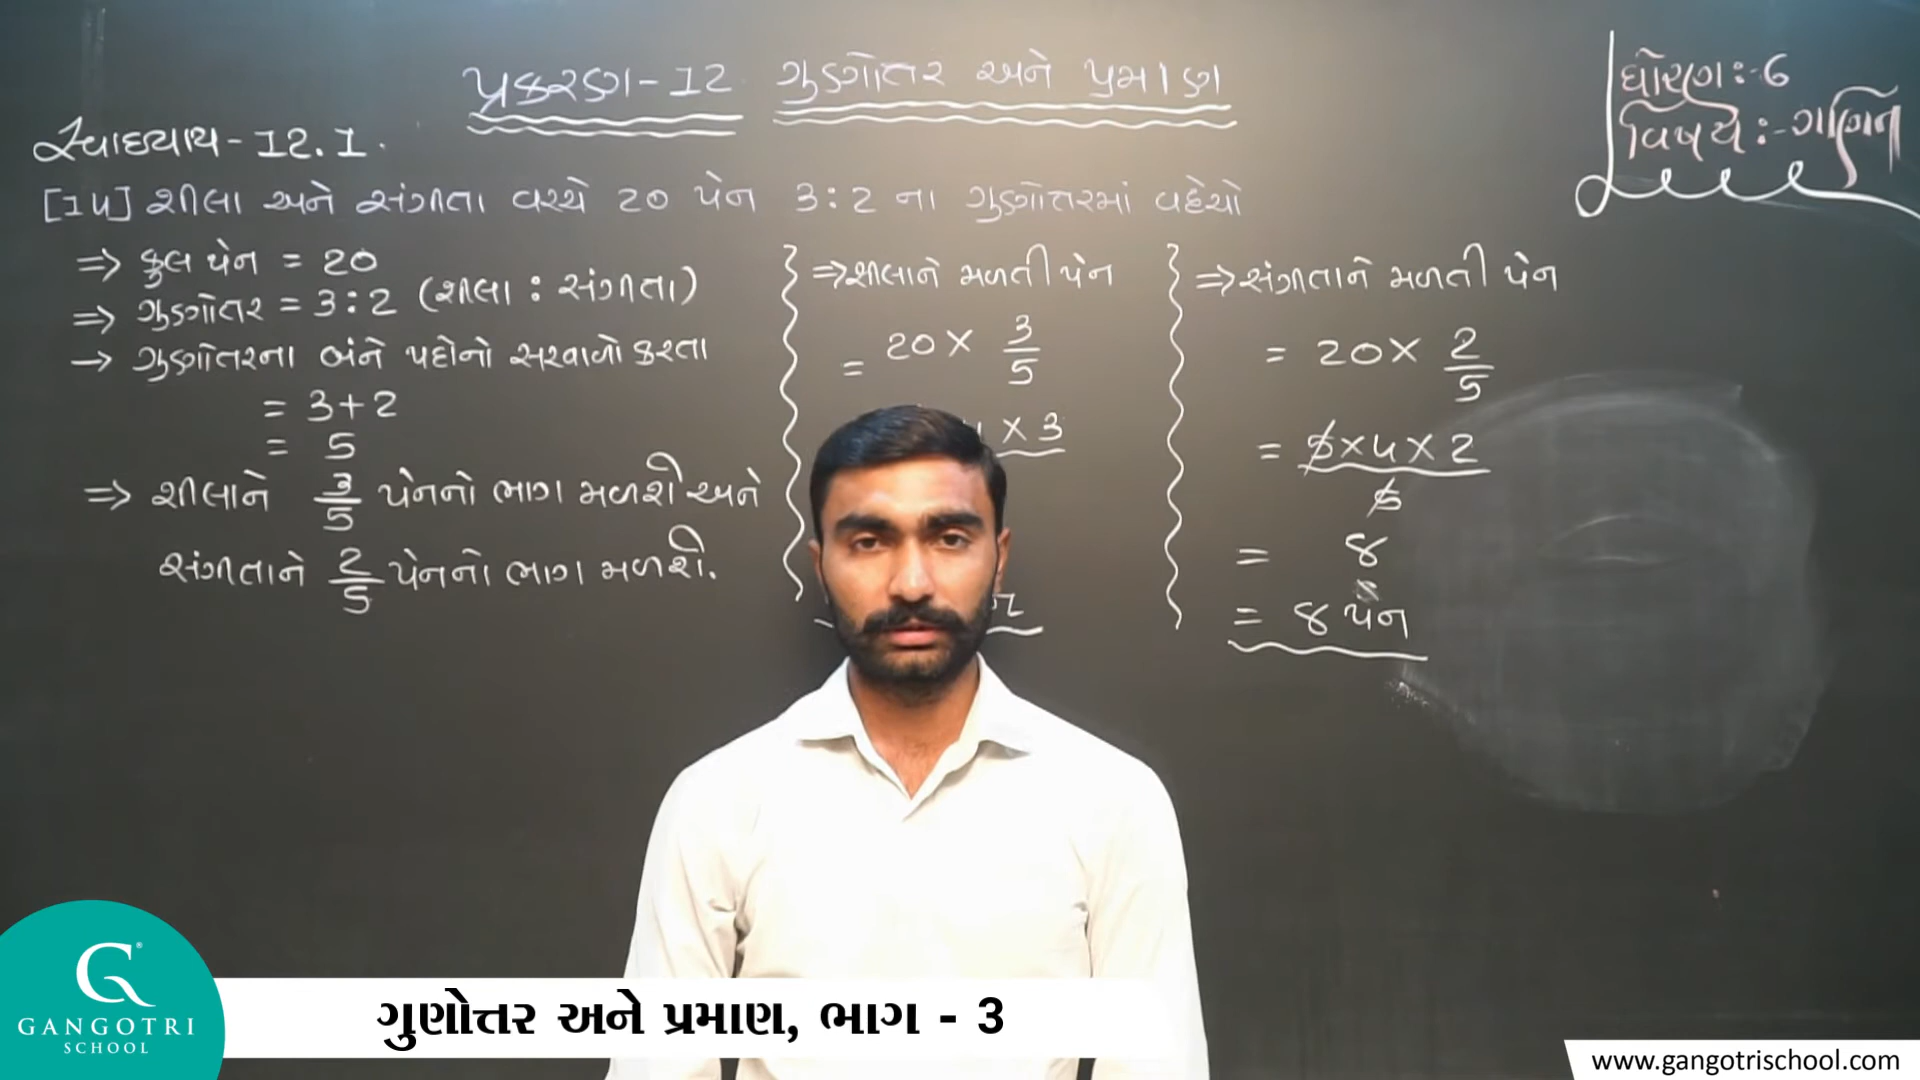 પ્રકરણ-12 ગુણોત્તર અને પ્રમાણ
ધોરણ:-6
વિષય:-ગણિત
સ્વાધ્યાય-12.1.
[14] શીલા અને સંગીતા વચ્ચે 20 પેન 3:2 ના ગુણોત્તરમાં વહેચો
⇒ કુલ પેન = 20
⇒ ગુણોત્તર = 3:2 (શીલા : સંગીતા)
→ ગુણોત્તરના બંને પદોનો સરવાળો કરતા
= 3+2
= 5
⇒ શીલાને 3/5 પેનનો ભાગ મળશે અને
સંગીતાને 2/5 પેનનો ભાગ મળશે.
⇒ શીલાને મળતી પેન
= 20 × 3/5
× 3
⇒ સંગીતાને મળતી પેન
= 20 × 2/5
= 5×4×2
5
= 8
= 8 પેન
GANGOTRI
SCHOOL
ગુણોત્તર અને પ્રમાણ, ભાગ - 3
www.gangotrischool.com